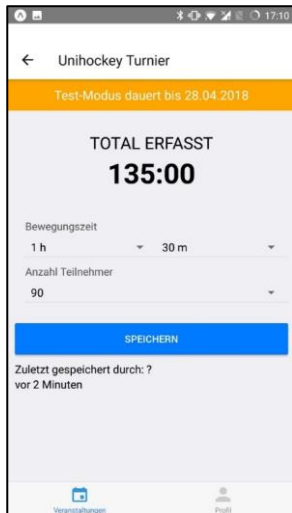 17:10
Unihockey Turnier
Test-Modus dauert bis 28.04.2018
TOTAL ERFASST
135:00
Bewegungszeit
1 h 30 m
Anzahl Teilnehmer
90
SPEICHERN
Zuletzt gespeichert durch: ?
vor 2 Minuten
Veranstaltungen Profil